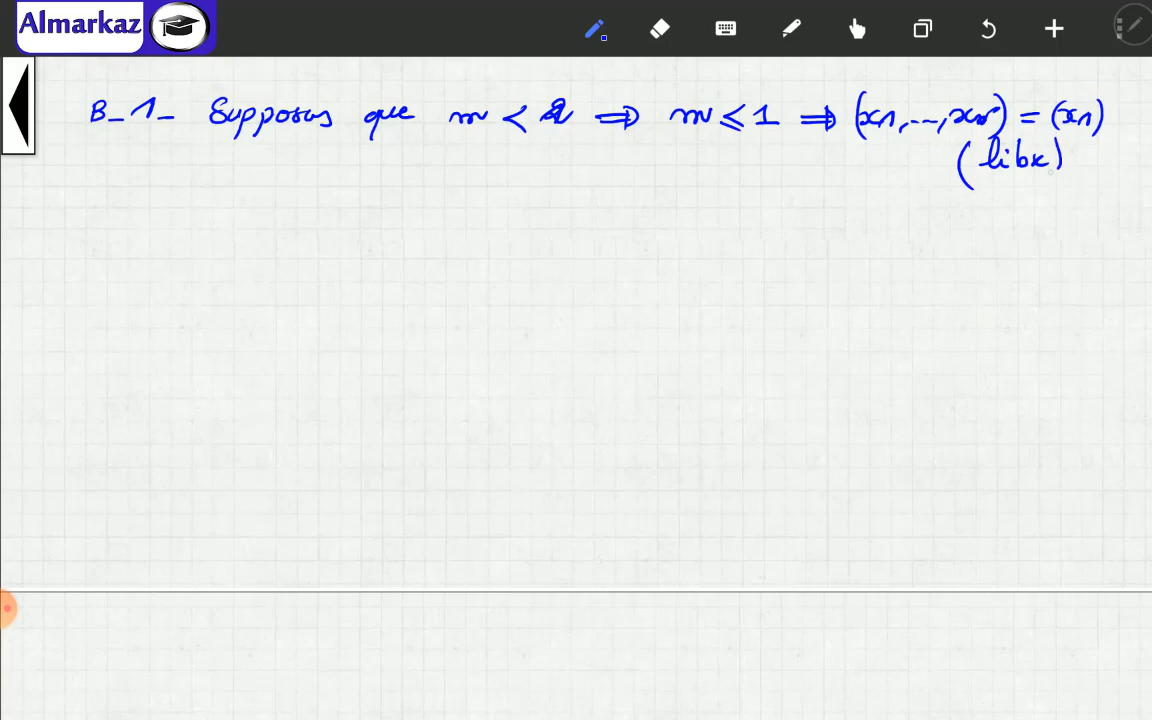 Almarkaz
B_1_ Supposons que m < 2 ⟹ m ≤ 1 ⟹ (x1,...,xm) = (x1)
(libre)